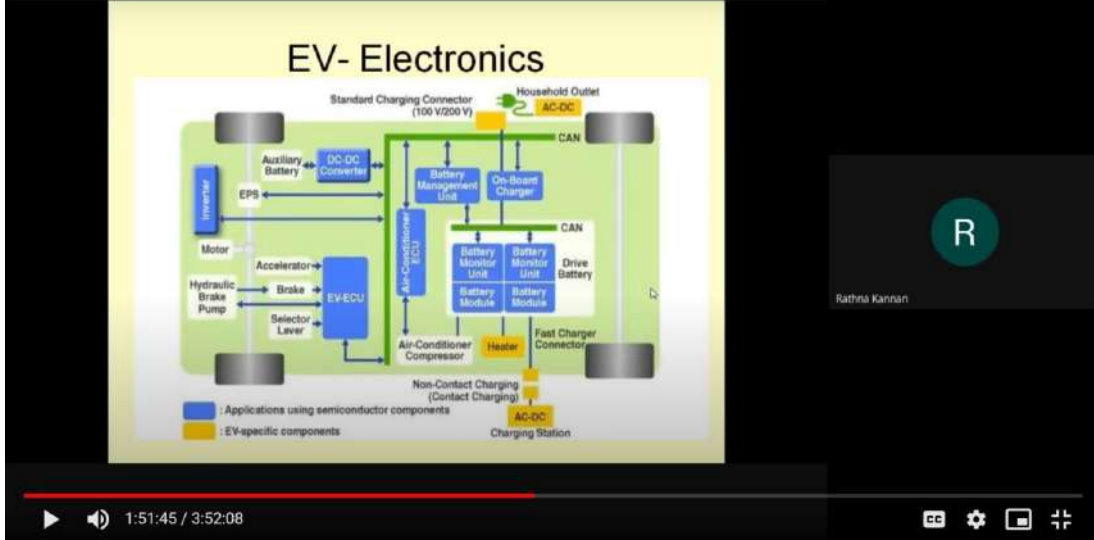 EV- Electronics
Household Outlet
AC-DC
Standard Charging Connector
(100 V/200 V)
CAN
Auxiliary
Battery
DC-DC
Converter
Battery
Management
Unit
On-Board
Charger
Inverter
EPS
Air-Conditioner
ECU
CAN
Motor
Battery
Monitor
Unit
Battery
Monitor
Unit
Drive
Battery
Accelerator
Hydraulic
Brake
Pump
Brake
EV-ECU
Battery
Module
Battery
Module
Selector
Lever
Air-Conditioner
Compressor
Heater
Fast Charger
Connector
Non-Contact Charging
(Contact Charging)
: Applications using semiconductor components
AC-DC
: EV-specific components
Charging Station
R
Rathna Kannan
1:51:45 / 3:52:08
CC